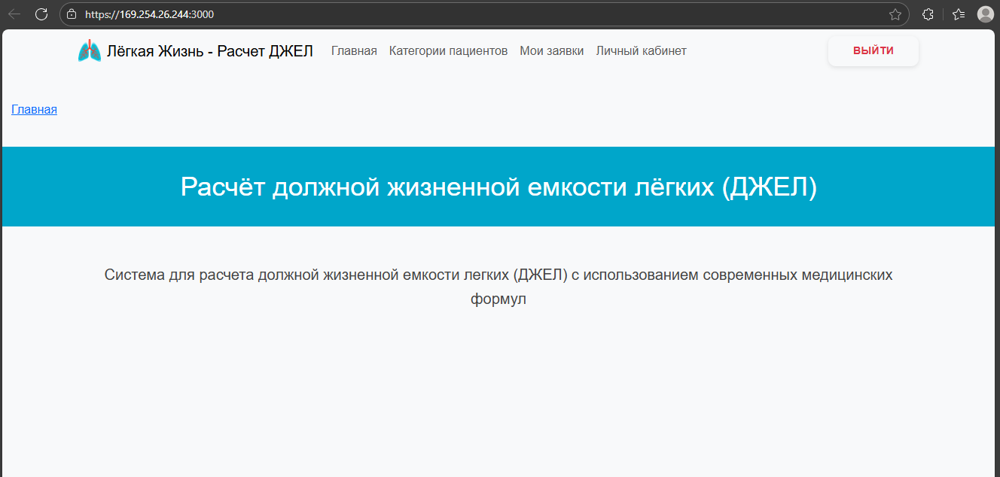 https://169.254.26.244:3000
Лёгкая Жизнь - Расчет ДЖЕЛ Главная Категории пациентов Мои заявки Личный кабинет ВЫЙТИ
Главная
Расчёт должной жизненной емкости лёгких (ДЖЕЛ)
Система для расчета должной жизненной емкости легких (ДЖЕЛ) с использованием современных медицинских
формул